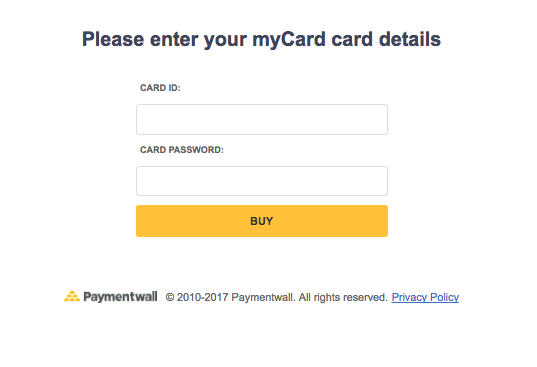 Please enter your myCard card details
CARD ID:
CARD PASSWORD:
BUY
Paymentwall © 2010-2017 Paymentwall. All rights reserved. Privacy Policy